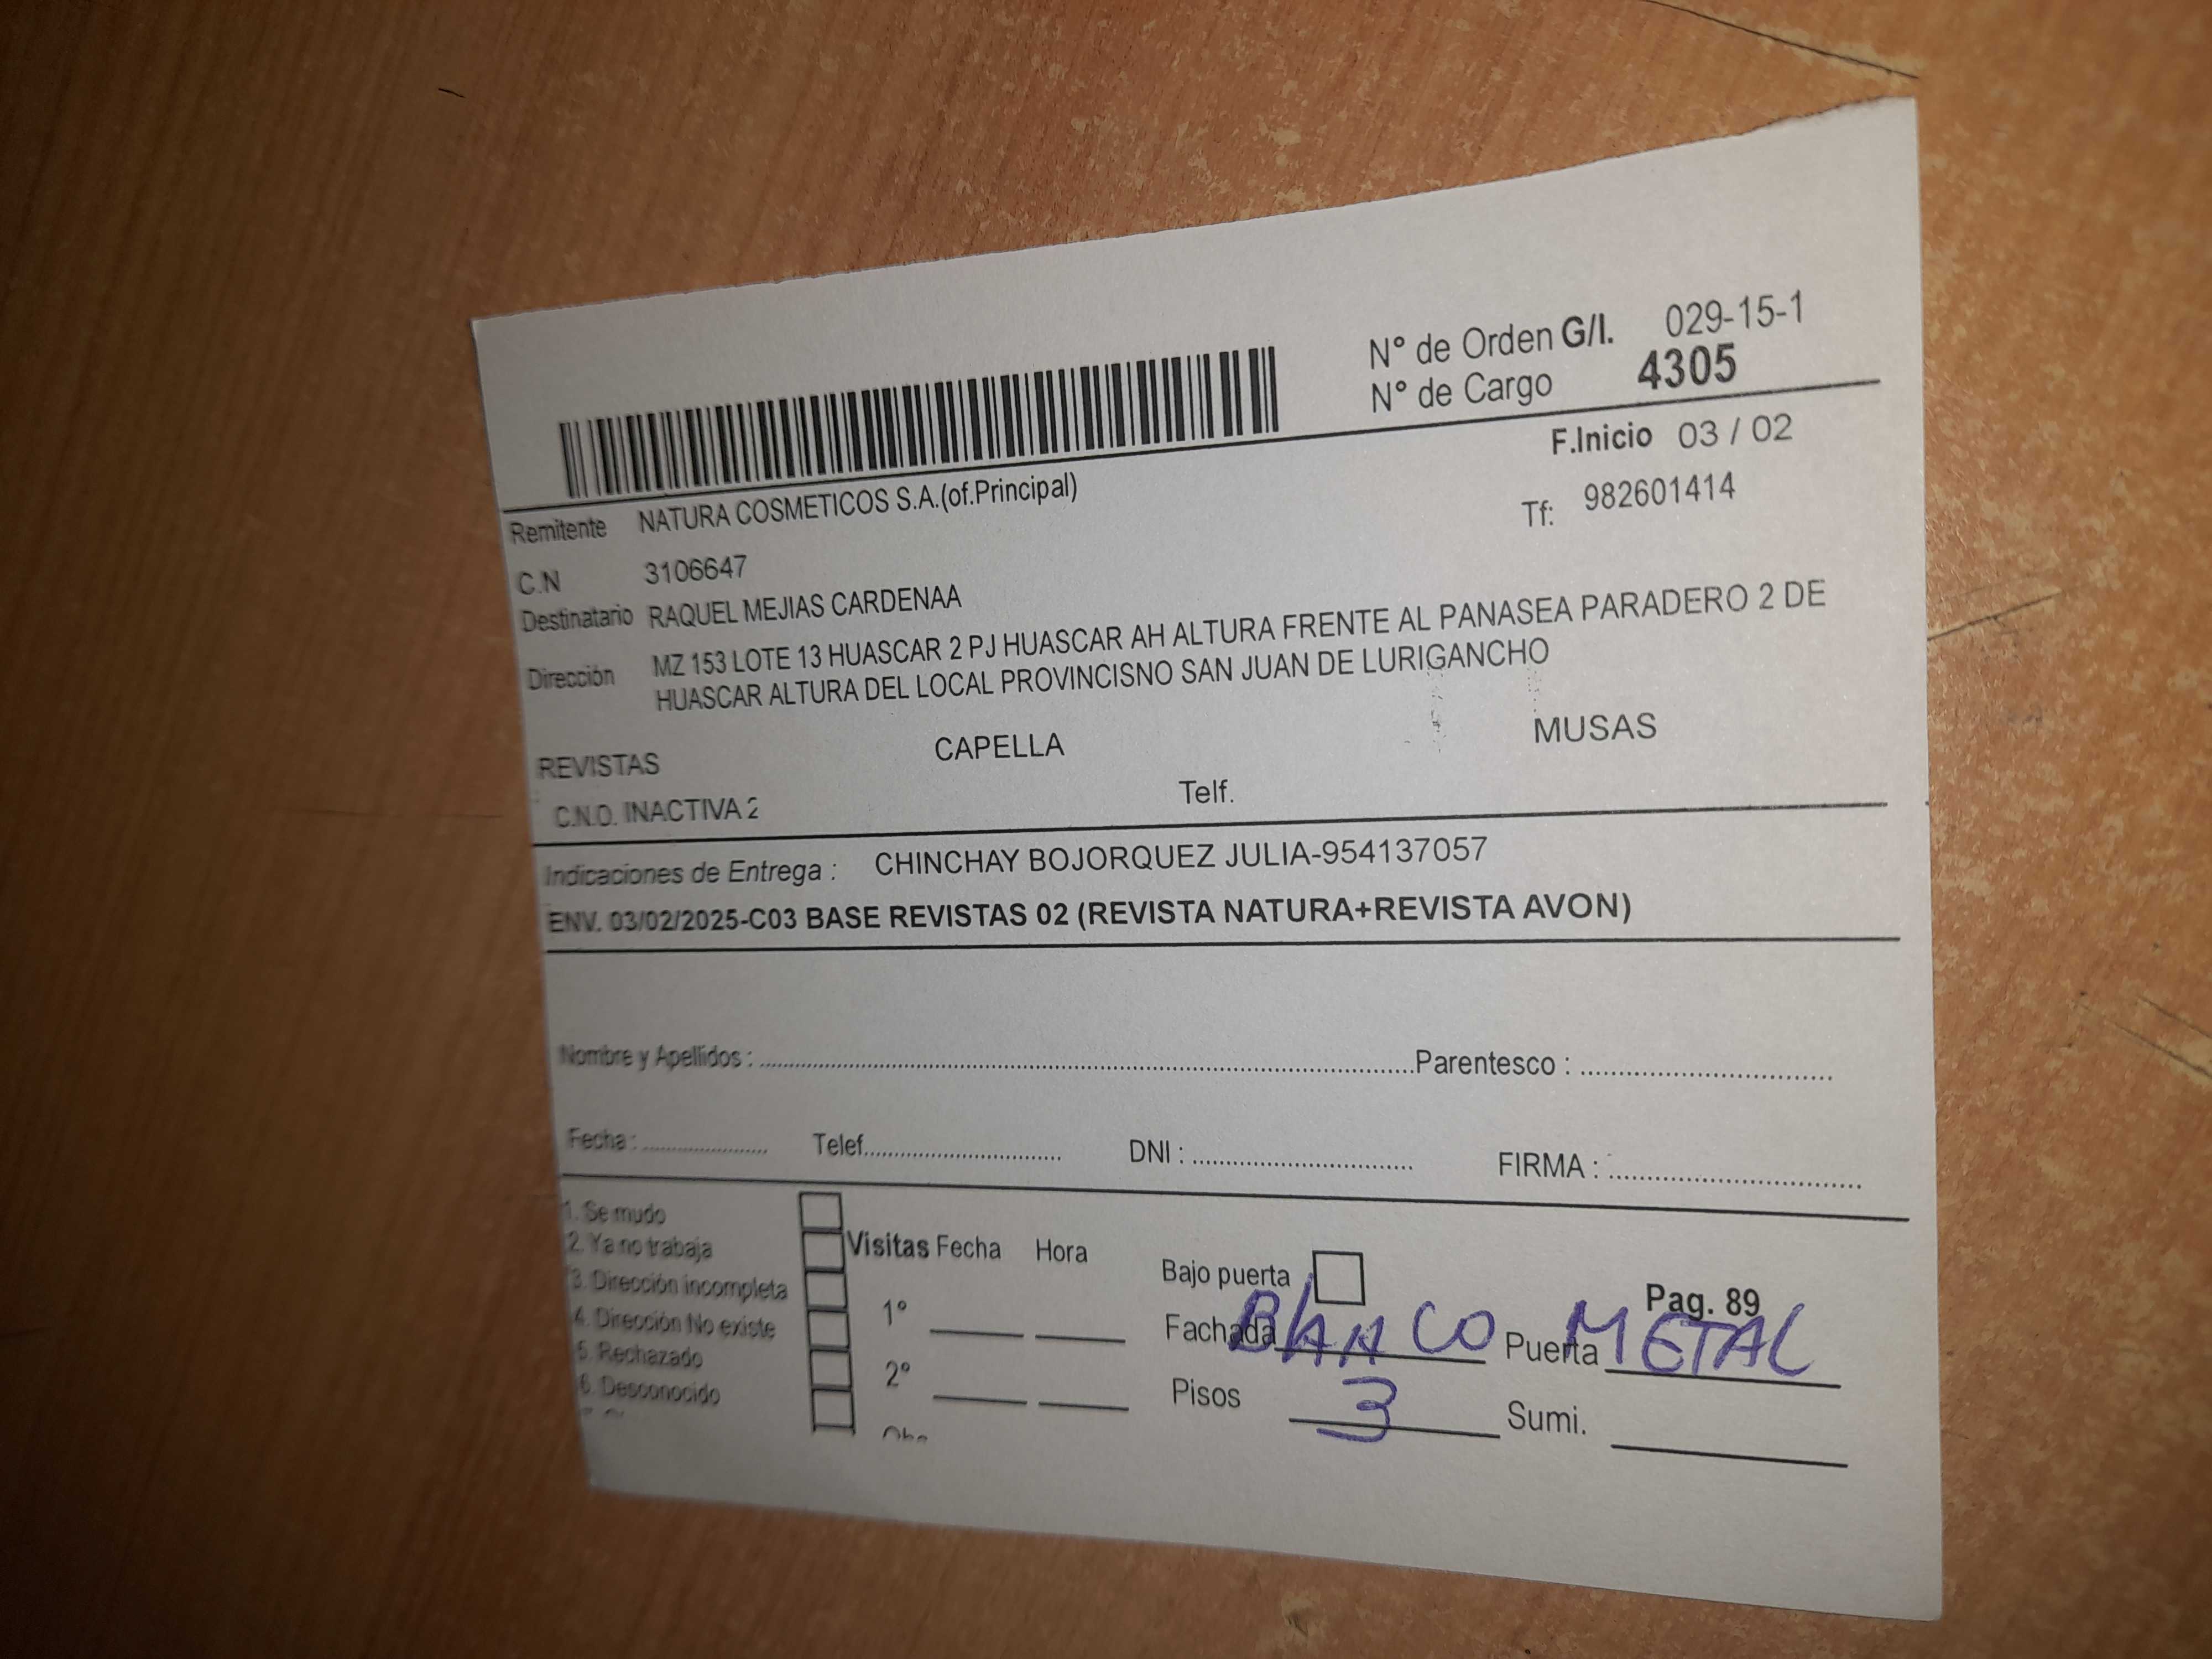 N° de Orden G/I. 029-15-1
N° de Cargo 4305
F.Inicio 03 / 02
Remitente NATURA COSMETICOS S.A.(of.Principal)
Tf: 982601414
C.N 3106647
Destinatario RAQUEL MEJIAS CARDENAA
Dirección MZ 153 LOTE 13 HUASCAR 2 PJ HUASCAR AH ALTURA FRENTE AL PANASEA PARADERO 2 DE
HUASCAR ALTURA DEL LOCAL PROVINCISNO SAN JUAN DE LURIGANCHO
REVISTAS CAPELLA MUSAS
C.N.O. INACTIVA 2 Telf.
Indicaciones de Entrega : CHINCHAY BOJORQUEZ JULIA-954137057
ENV. 03/02/2025-C03 BASE REVISTAS 02 (REVISTA NATURA+REVISTA AVON)
Nombre y Apellidos : Parentesco :
Fecha : Telef. DNI : FIRMA :
1. Se mudo
2. Ya no trabaja Visitas Fecha Hora
3. Dirección incompleta Bajo puerta Pag. 89
4. Dirección No existe 1° Fachada BLANCO Puerta METAL
5. Rechazado
6. Desconocido 2° Pisos 3 Sumi.